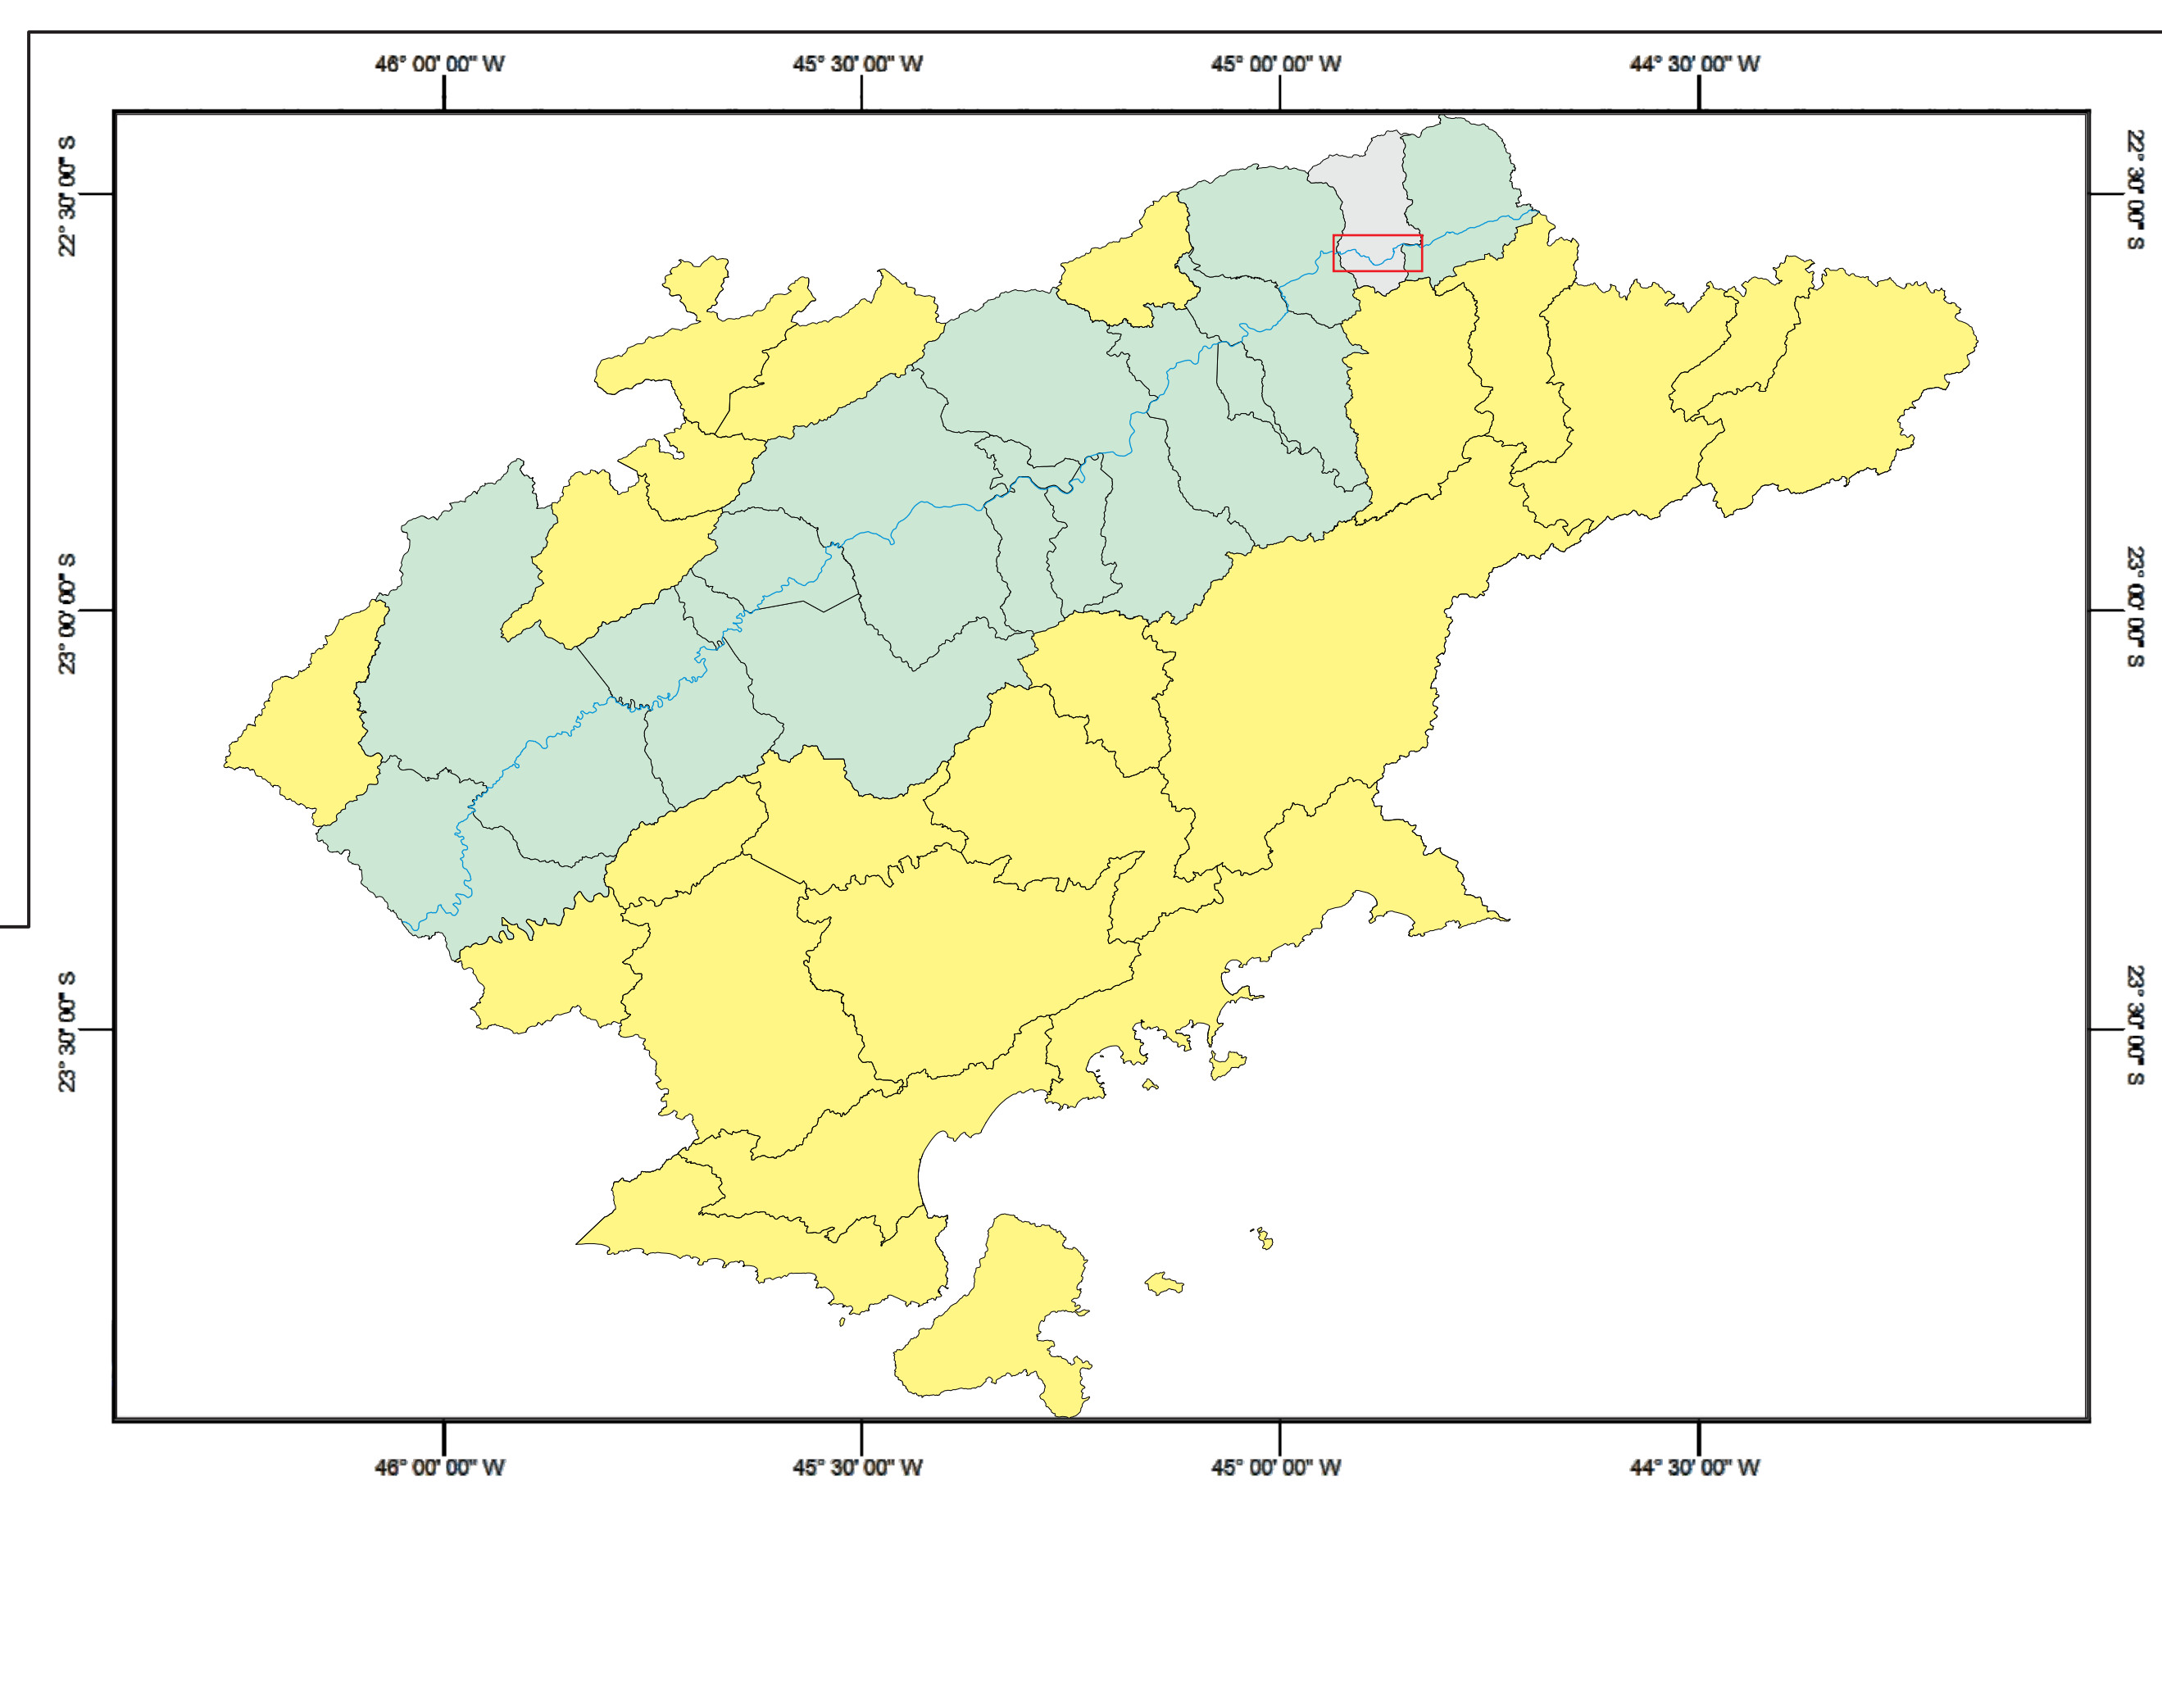 46° 00' 00" W 45° 30' 00" W 45° 00' 00" W 44° 30' 00" W
22° 30' 00" S 22° 30' 00" S
23° 00' 00" S 23° 00' 00" S
23° 30' 00" S 23° 30' 00" S
46° 00' 00" W 45° 30' 00" W 45° 00' 00" W 44° 30' 00" W